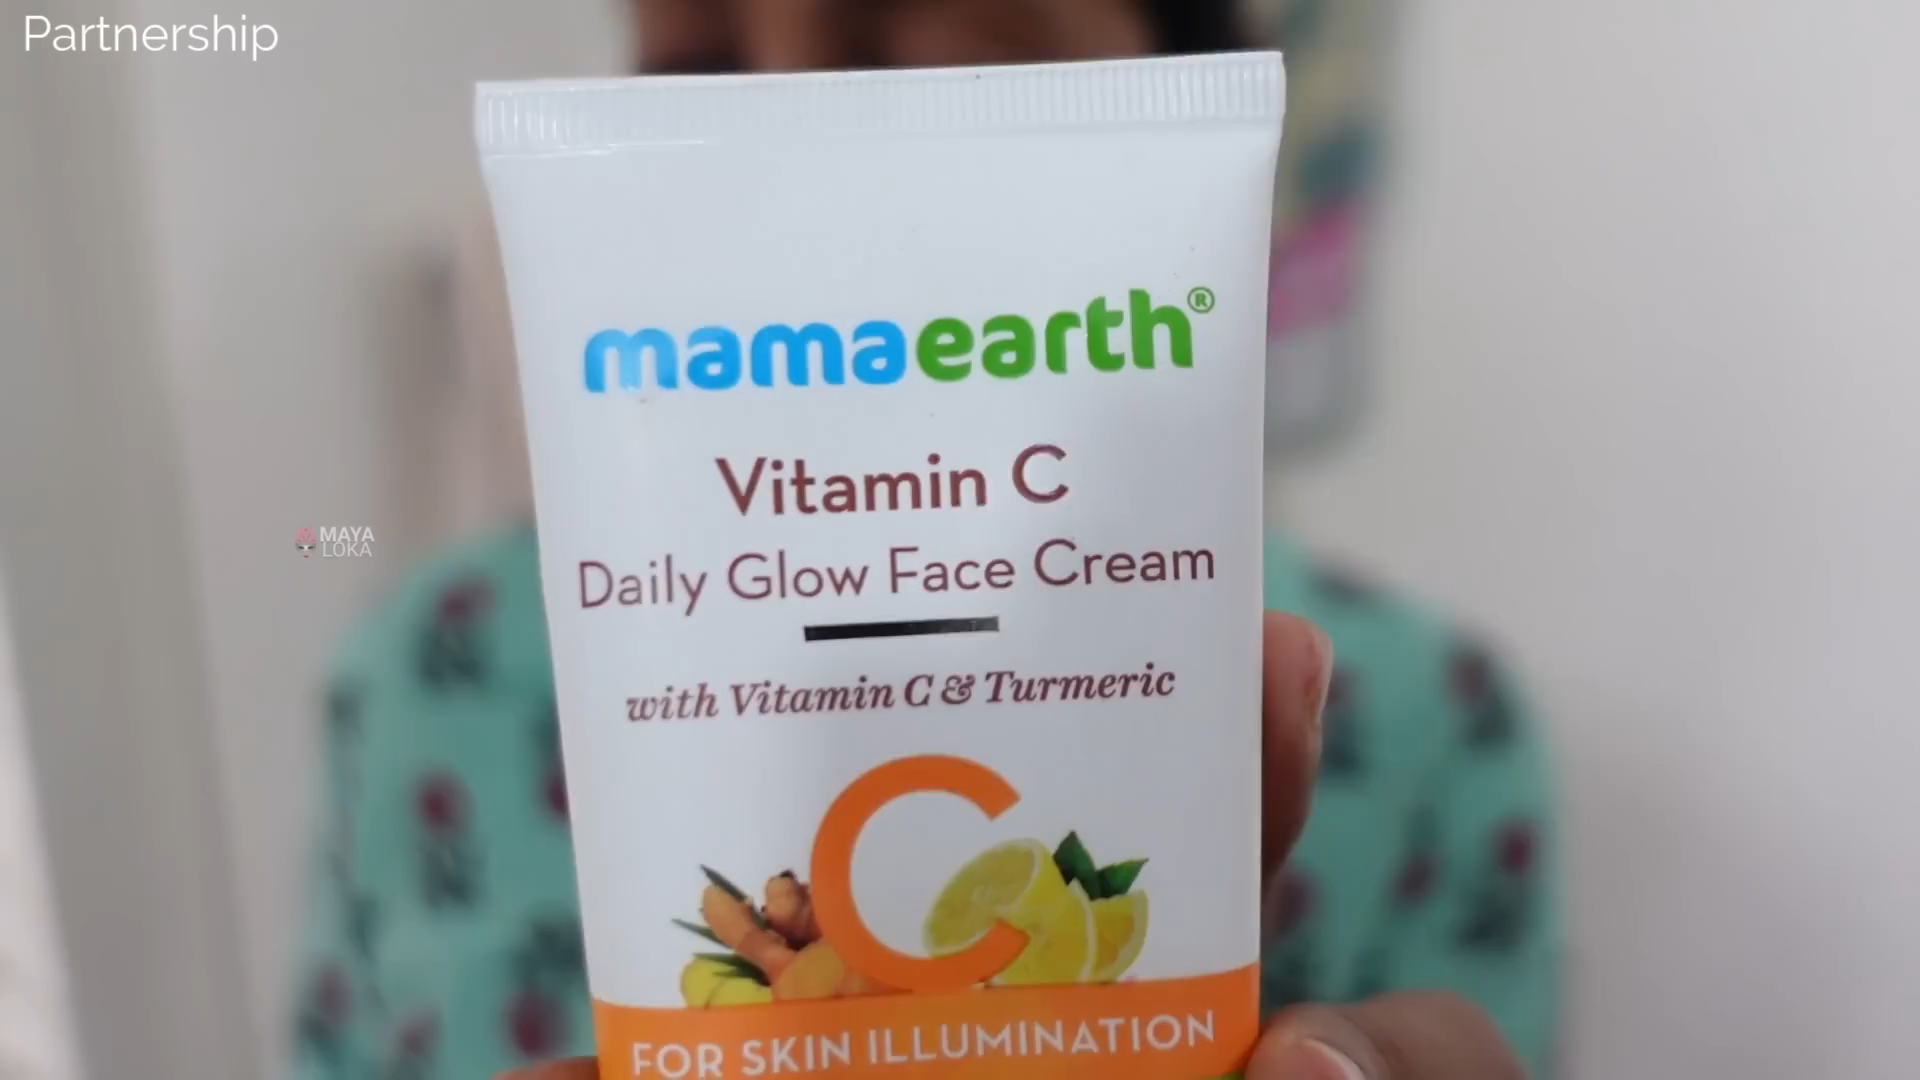 Partnership
mamaearth®
Vitamin C
Daily Glow Face Cream
with Vitamin C & Turmeric
C
FOR SKIN ILLUMINATION
MAYA
LOKA